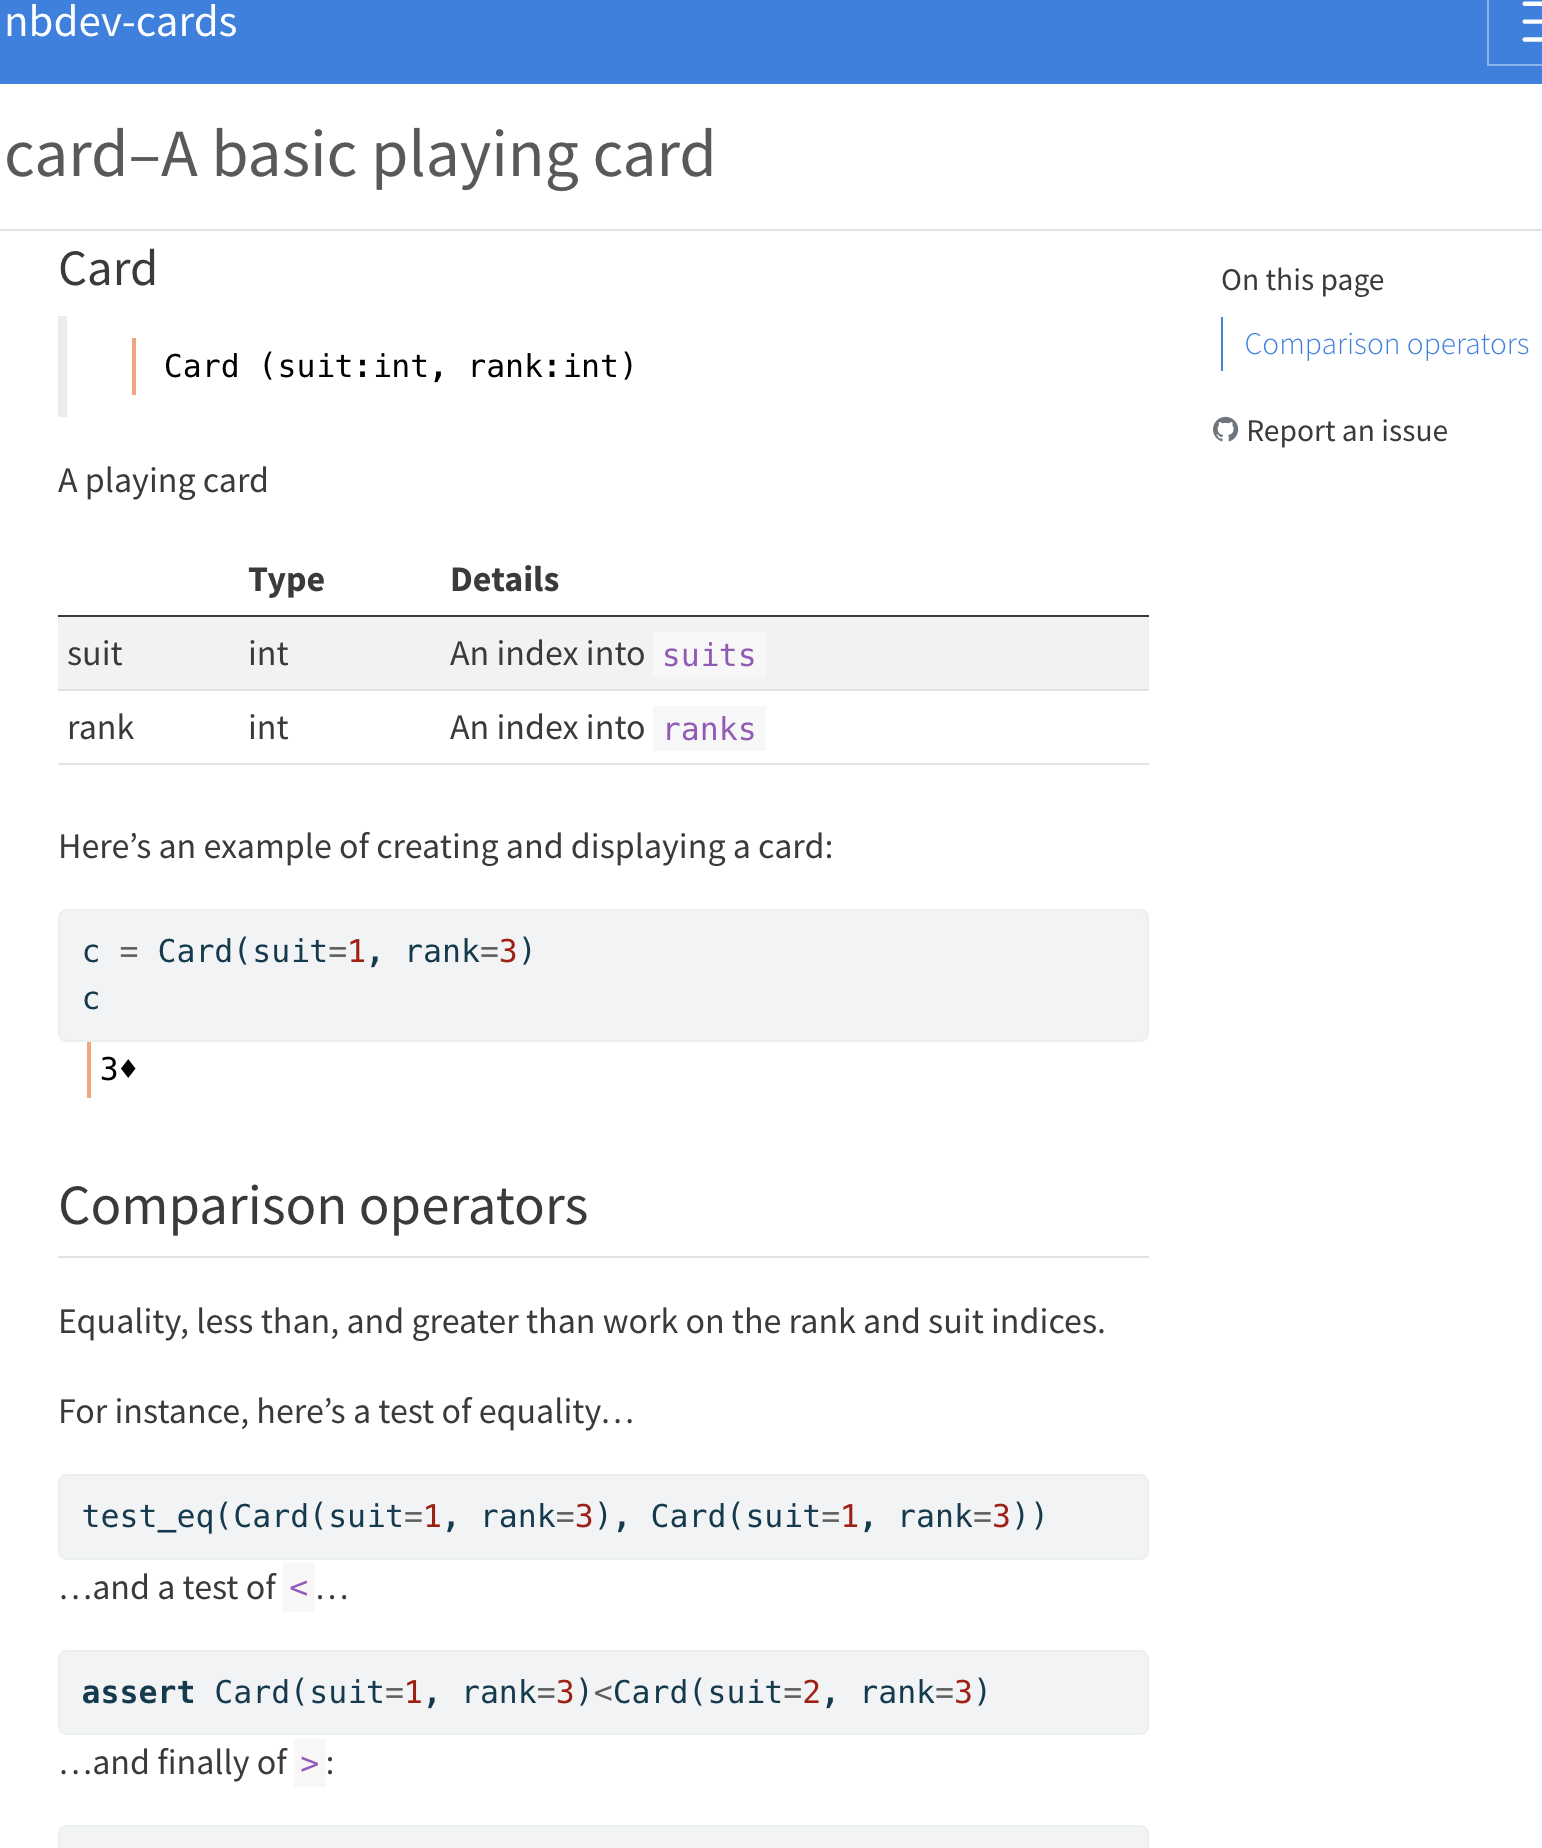 nbdev-cards
card–A basic playing card
Card
Card (suit:int, rank:int)
A playing card
Type Details
suit int An index into suits
rank int An index into ranks
Here’s an example of creating and displaying a card:
c = Card(suit=1, rank=3)
c
3♦
Comparison operators
Equality, less than, and greater than work on the rank and suit indices.
For instance, here’s a test of equality…
test_eq(Card(suit=1, rank=3), Card(suit=1, rank=3))
…and a test of <…
assert Card(suit=1, rank=3)<Card(suit=2, rank=3)
…and finally of >:
On this page
Comparison operators
Report an issue